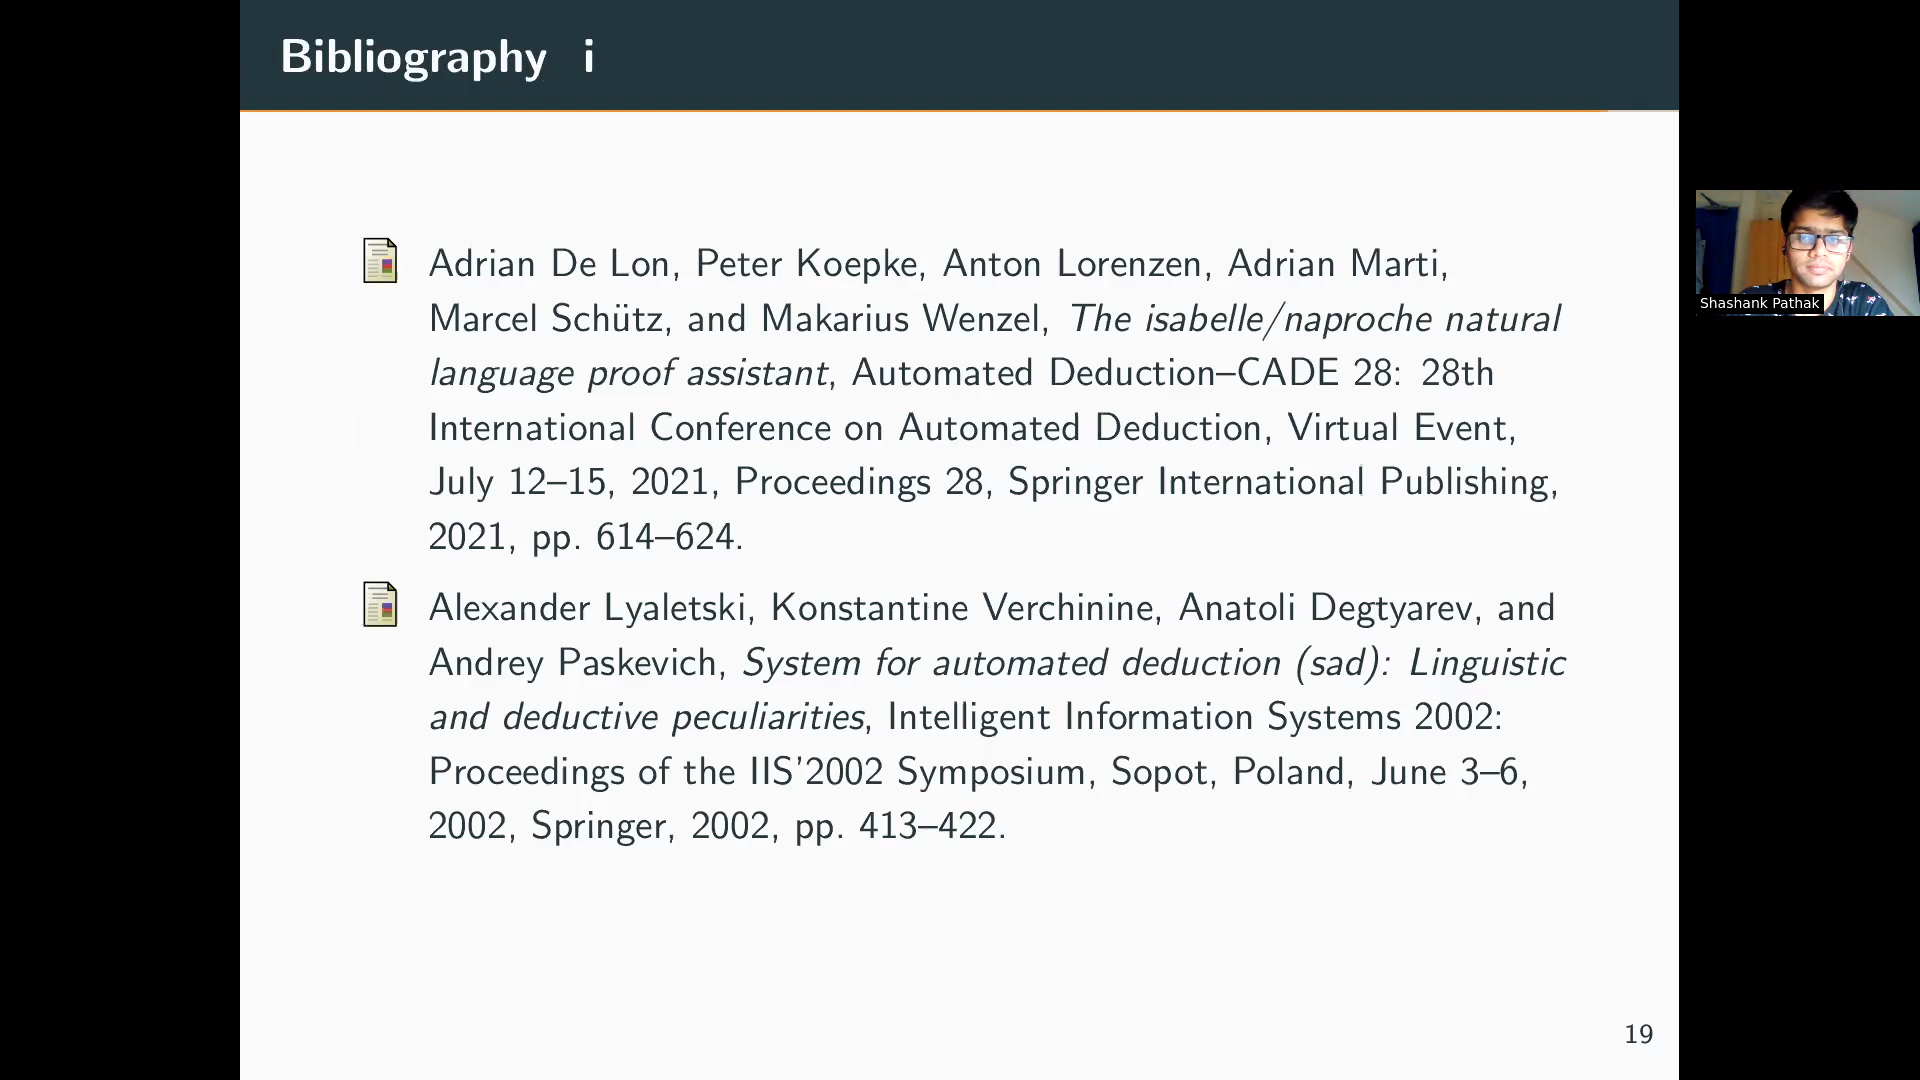 Bibliography i
Adrian De Lon, Peter Koepke, Anton Lorenzen, Adrian Marti,
Marcel Schütz, and Makarius Wenzel, The isabelle/naproche natural
language proof assistant, Automated Deduction–CADE 28: 28th
International Conference on Automated Deduction, Virtual Event,
July 12–15, 2021, Proceedings 28, Springer International Publishing,
2021, pp. 614–624.
Alexander Lyaletski, Konstantine Verchinine, Anatoli Degtyarev, and
Andrey Paskevich, System for automated deduction (sad): Linguistic
and deductive peculiarities, Intelligent Information Systems 2002:
Proceedings of the IIS’2002 Symposium, Sopot, Poland, June 3–6,
2002, Springer, 2002, pp. 413–422.
19
Shashank Pathak